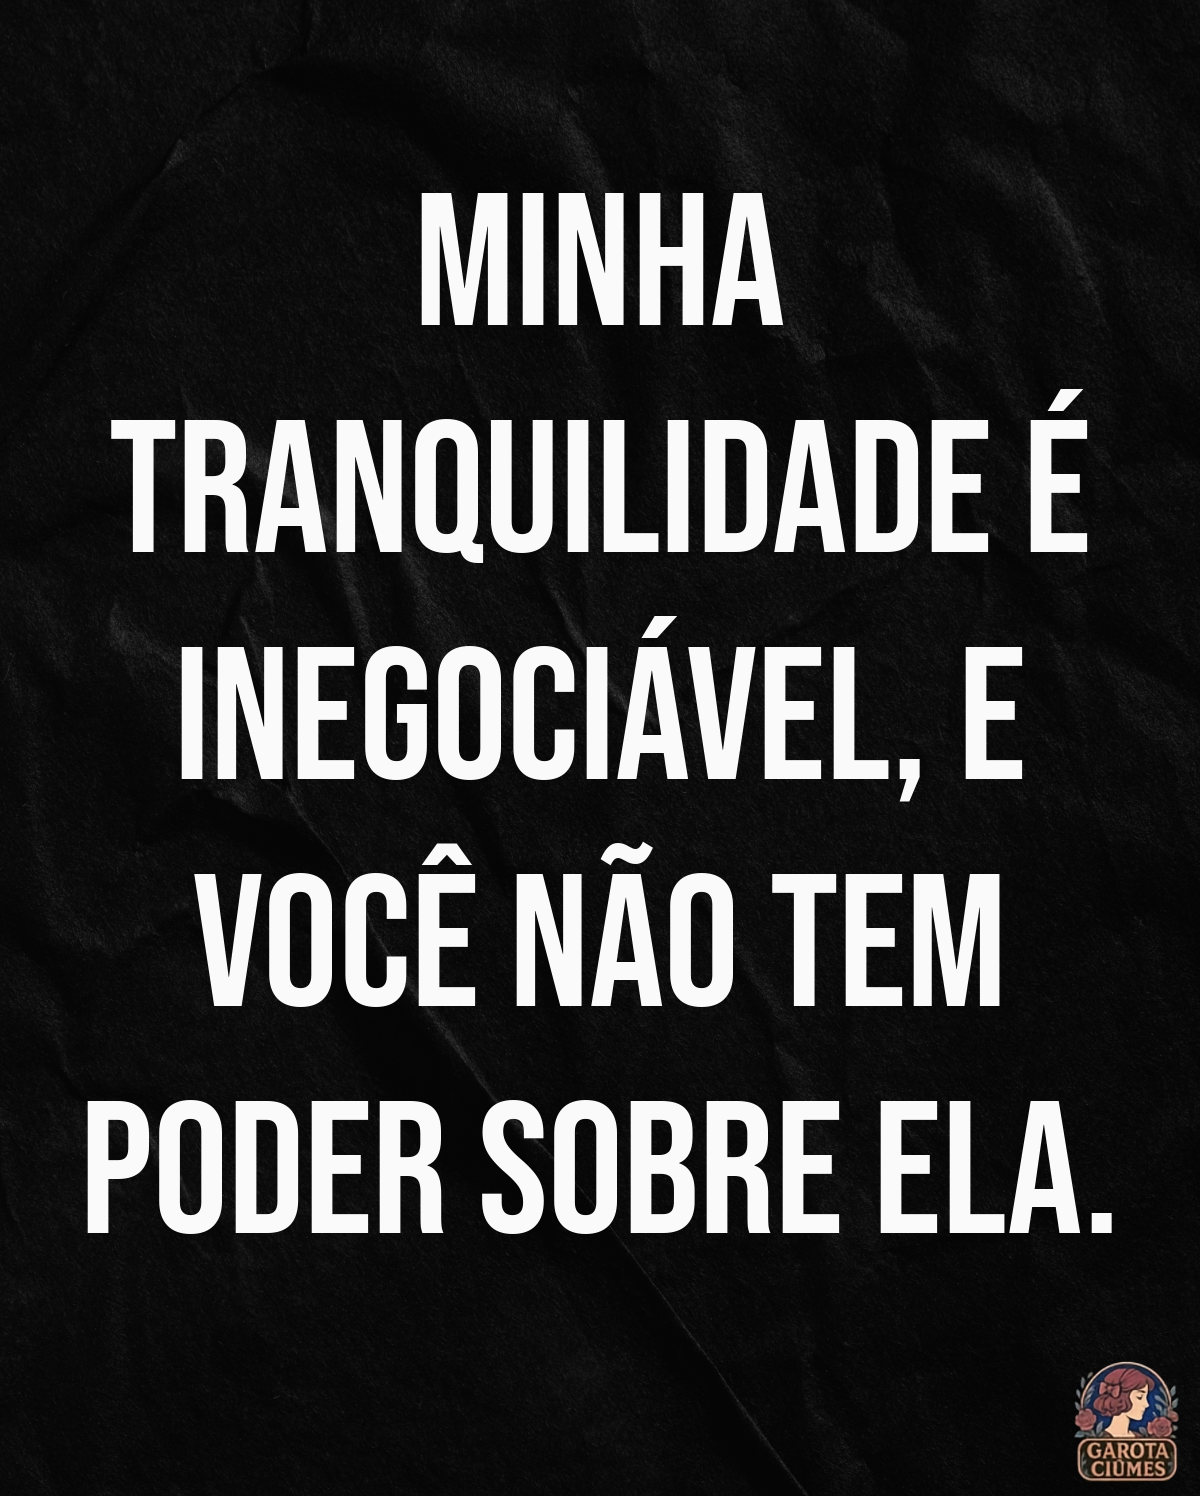 MINHA
TRANQUILIDADE É
INEGOCIÁVEL, E
VOCÊ NÃO TEM
PODER SOBRE ELA.
GAROTA
CIÚMES